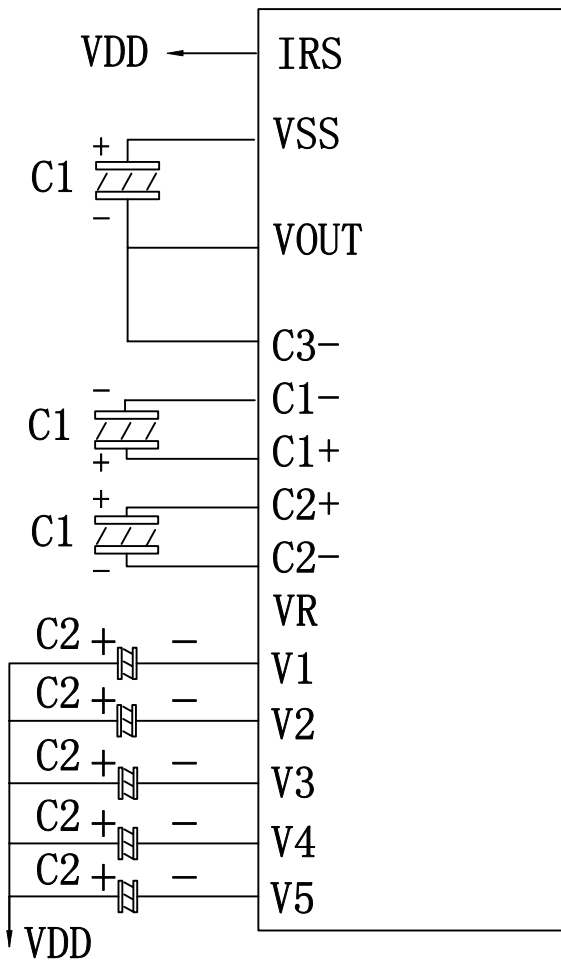 VDD IRS
VSS
+
C1
−
VOUT
C3−
− C1−
C1
+ C1+
+ C2+
C1
− C2−
VR
C2 + − V1
C2 + − V2
C2 + − V3
C2 + − V4
C2 + − V5
VDD